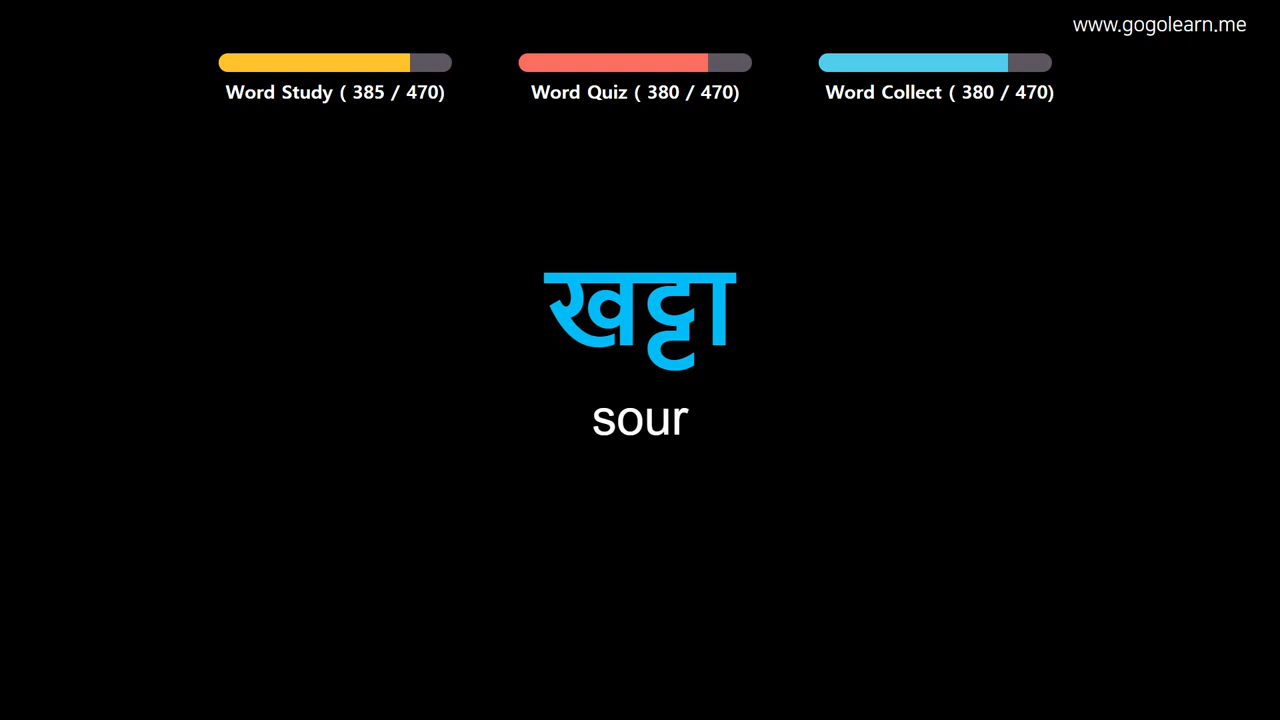 www.gogolearn.me
Word Study ( 385 / 470)
Word Quiz ( 380 / 470)
Word Collect ( 380 / 470)
खट्टा
sour